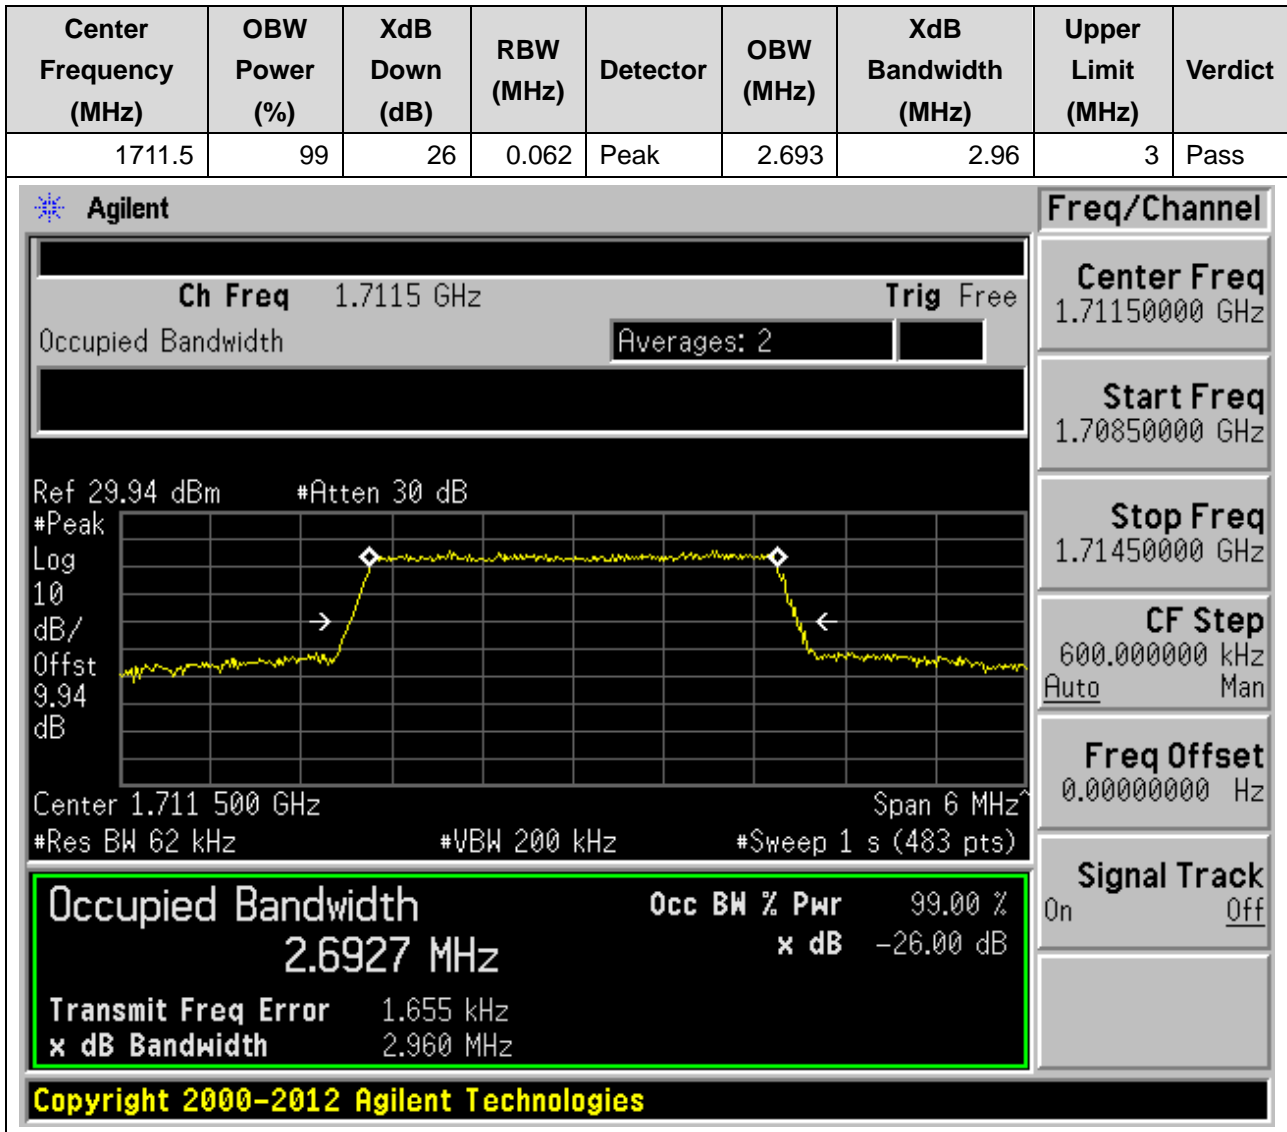 Center Frequency (MHz) OBW Power (%) XdB Down (dB) RBW (MHz) Detector OBW (MHz) XdB Bandwidth (MHz) Upper Limit (MHz) Verdict
1711.5 99 26 0.062 Peak 2.693 2.96 3 Pass
Agilent
Freq/Channel
Ch Freq 1.7115 GHz Trig Free
Occupied Bandwidth Averages: 2
Center Freq
1.71150000 GHz
Start Freq
1.70850000 GHz
Stop Freq
1.71450000 GHz
CF Step
600.000000 kHz
Auto Man
Freq Offset
0.00000000 Hz
Signal Track
On Off
Ref 29.94 dBm #Atten 30 dB
#Peak
Log
10
dB/
Offst
9.94
dB
Center 1.711 500 GHz Span 6 MHz^
#Res BW 62 kHz #VBW 200 kHz #Sweep 1 s (483 pts)
Occupied Bandwidth Occ BW % Pwr 99.00 %
2.6927 MHz x dB -26.00 dB
Transmit Freq Error 1.655 kHz
x dB Bandwidth 2.960 MHz
Copyright 2000-2012 Agilent Technologies